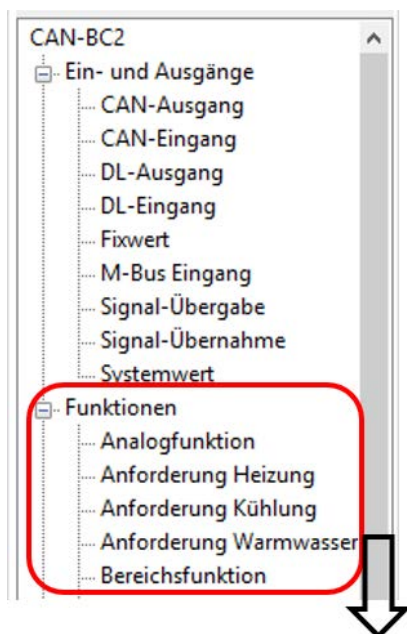 CAN-BC2
Ein- und Ausgänge
CAN-Ausgang
CAN-Eingang
DL-Ausgang
DL-Eingang
Fixwert
M-Bus Eingang
Signal-Übergabe
Signal-Übernahme
Systemwert
Funktionen
Analogfunktion
Anforderung Heizung
Anforderung Kühlung
Anforderung Warmwasser
Bereichsfunktion